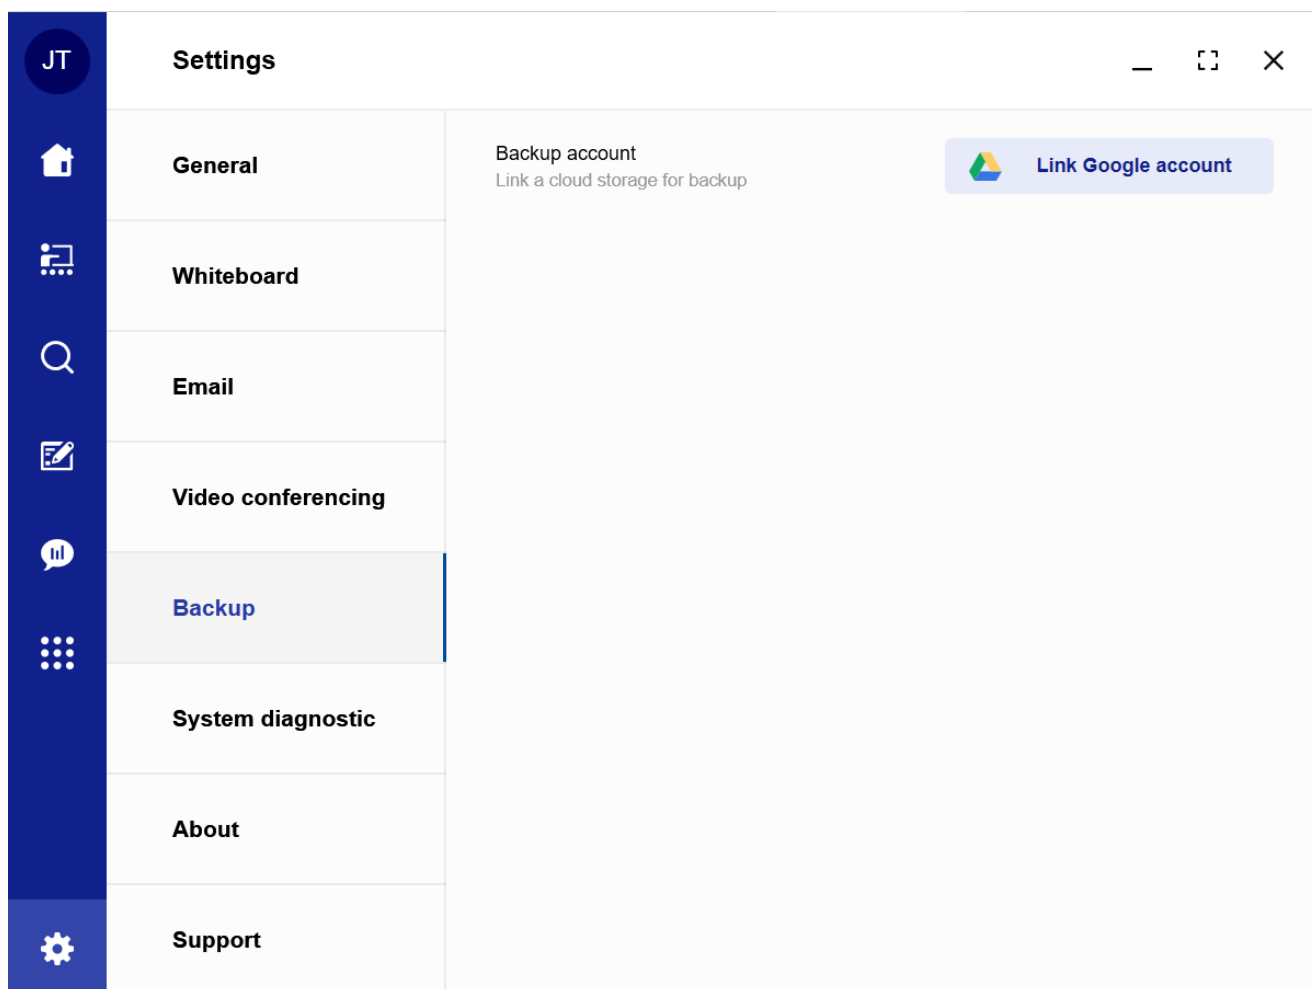 JT
Settings
General
Whiteboard
Email
Video conferencing
Backup
System diagnostic
About
Support
Backup account
Link a cloud storage for backup
Link Google account